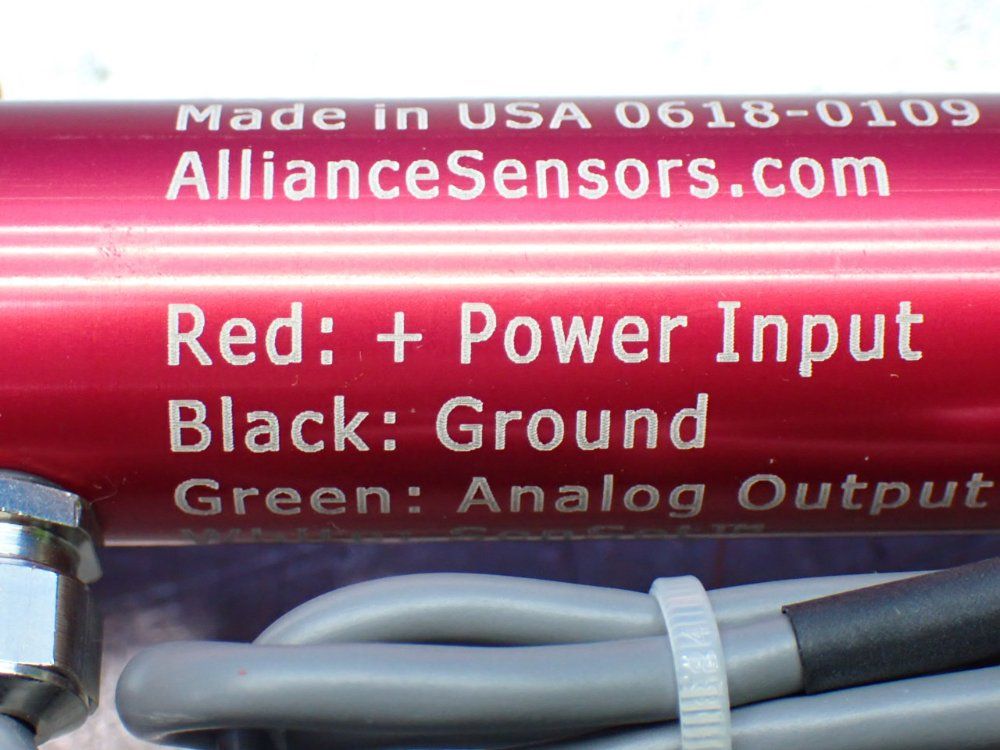 Made in USA 0618-0109
AllianceSensors.com
Red: + Power Input
Black: Ground
Green: Analog Output